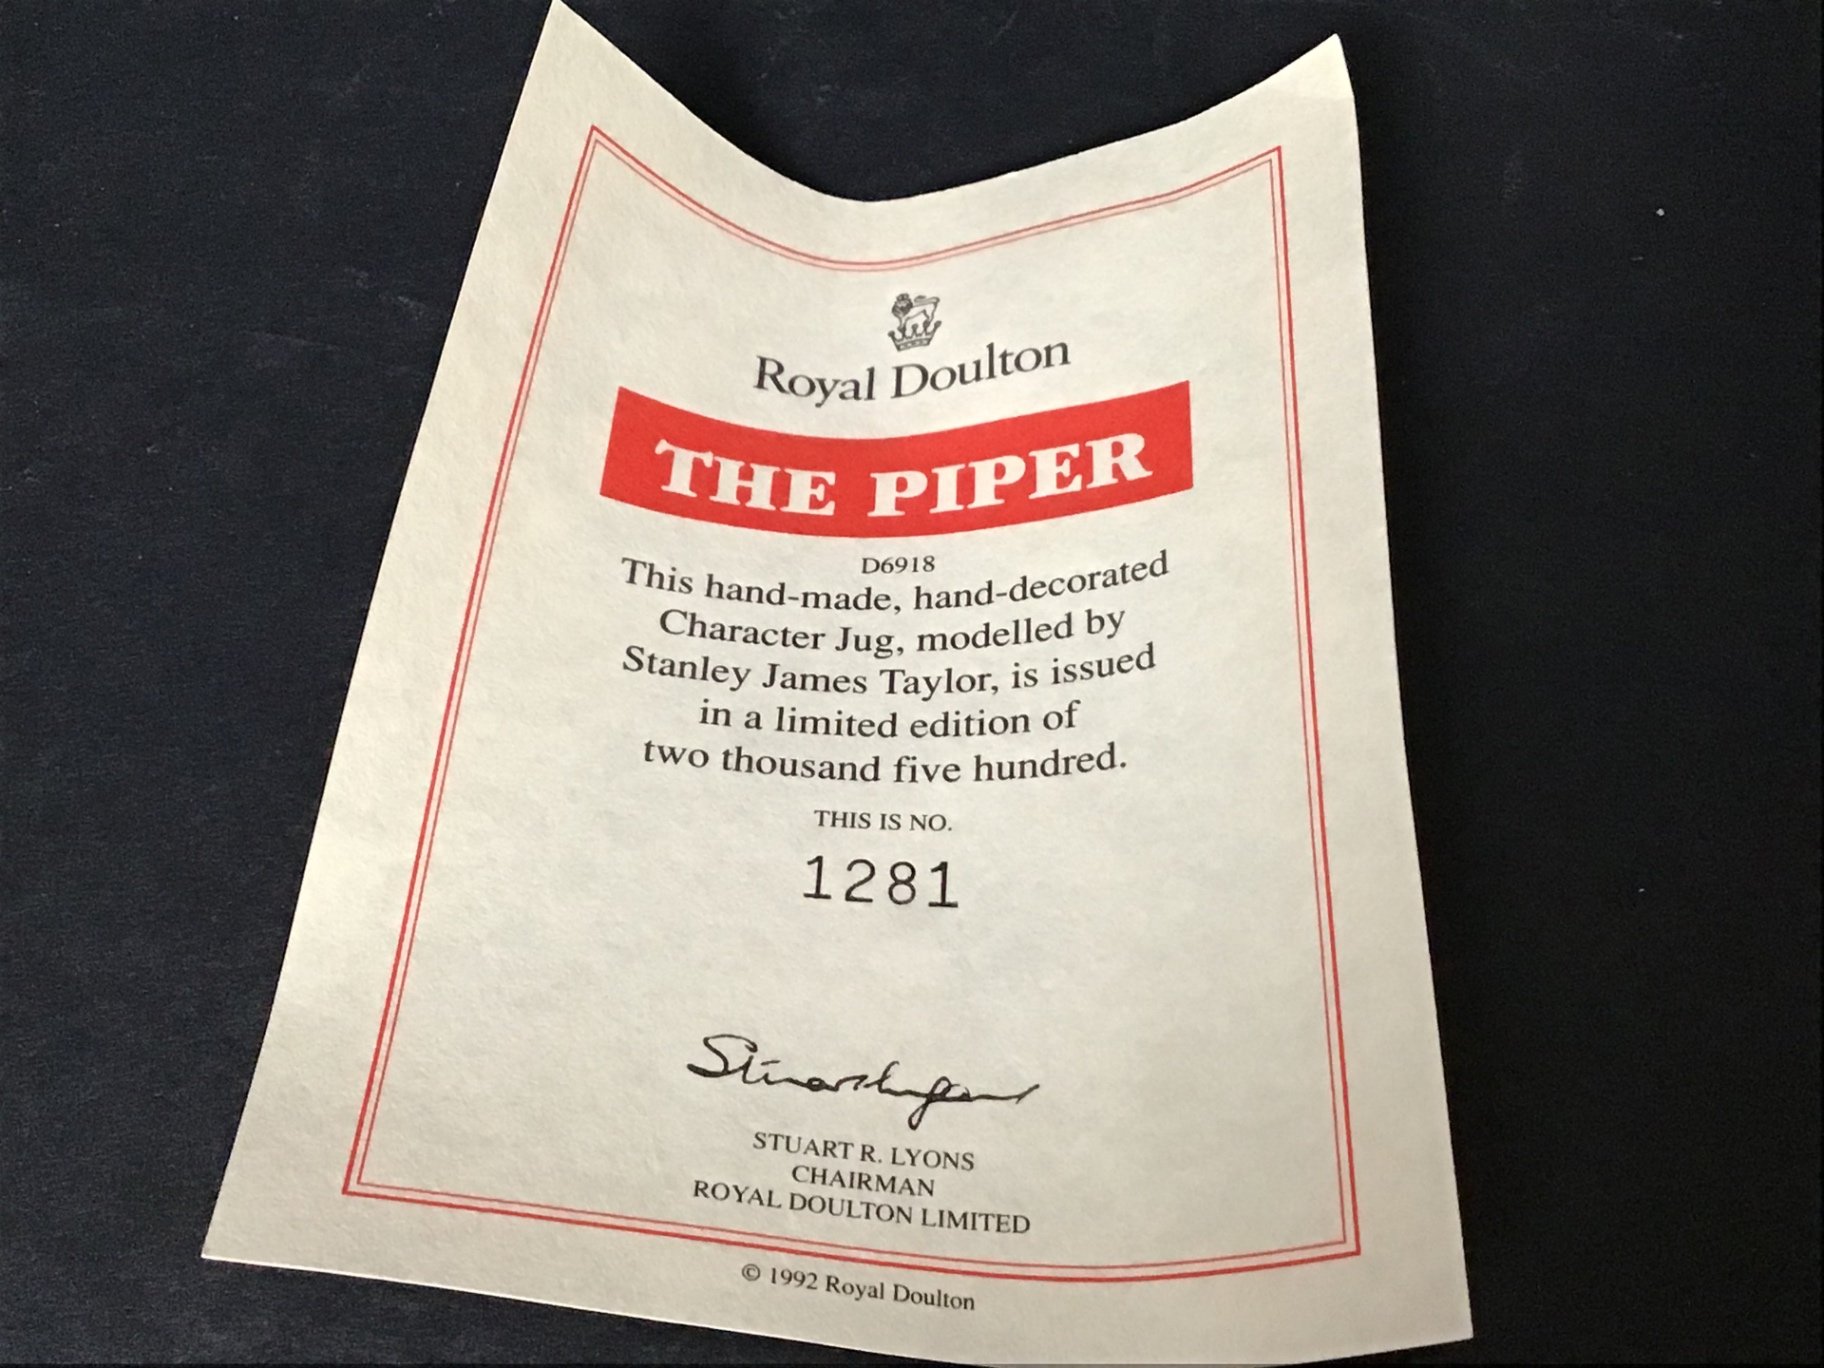 Royal Doulton
THE PIPER
D6918
This hand-made, hand-decorated
Character Jug, modelled by
Stanley James Taylor, is issued
in a limited edition of
two thousand five hundred.
THIS IS NO.
1281
Stuart Lyons
STUART R. LYONS
CHAIRMAN
ROYAL DOULTON LIMITED
© 1992 Royal Doulton